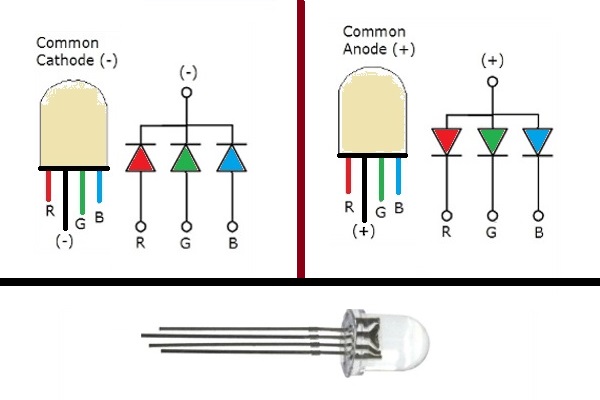 Common
Cathode (-)
(-)
R
G
B
(-)
R
G
B
Common
Anode (+)
(+)
R
G
B
(+)
R
G
B